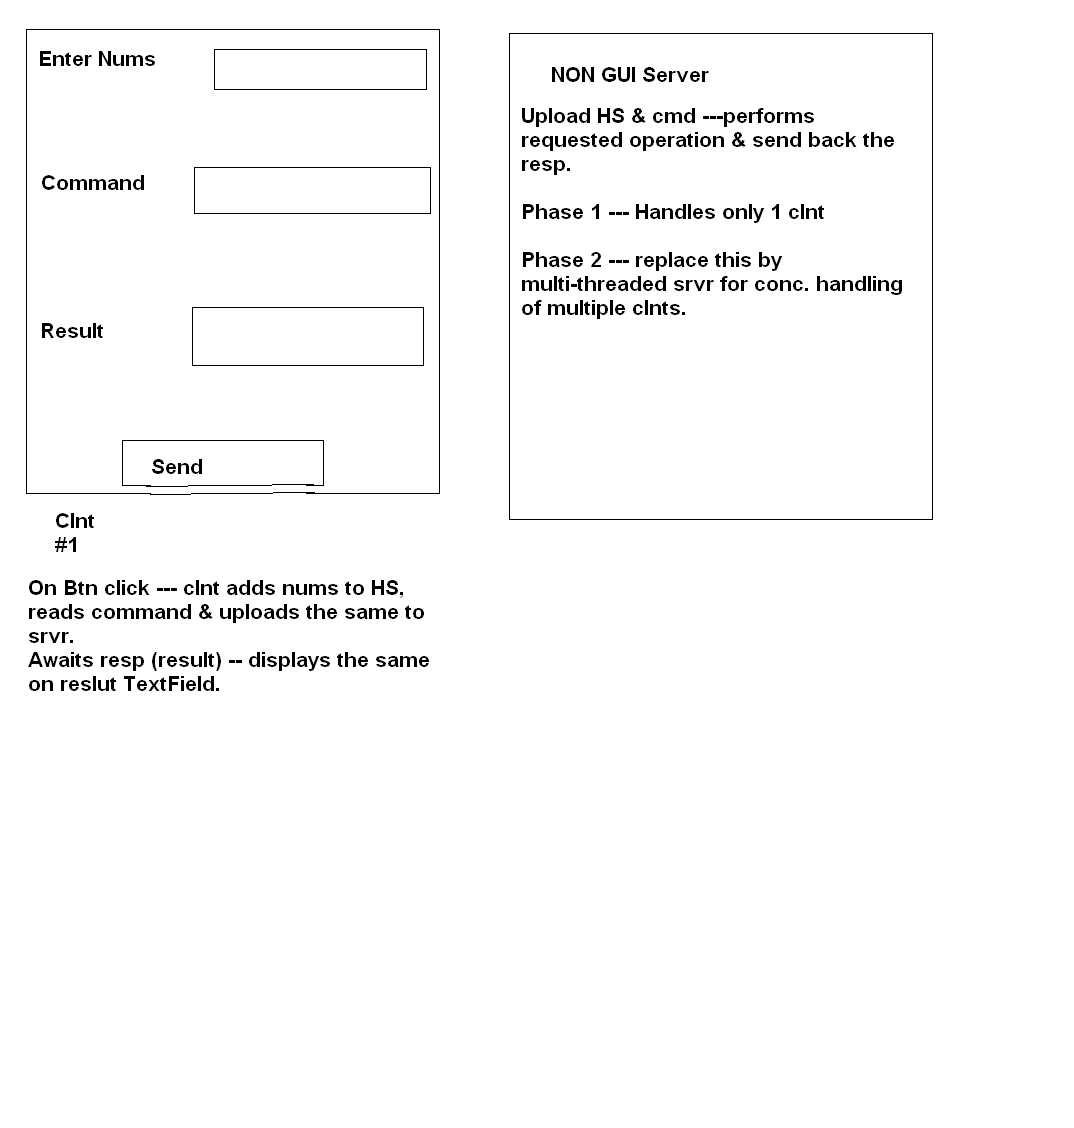 Enter Nums
Command
Result
Send
Clnt
#1
On Btn click --- clnt adds nums to HS,
reads command & uploads the same to
srvr.
Awaits resp (result) -- displays the same
on reslut TextField.
NON GUI Server
Upload HS & cmd ---performs
requested operation & send back the
resp.
Phase 1 --- Handles only 1 clnt
Phase 2 --- replace this by
multi-threaded srvr for conc. handling
of multiple clnts.